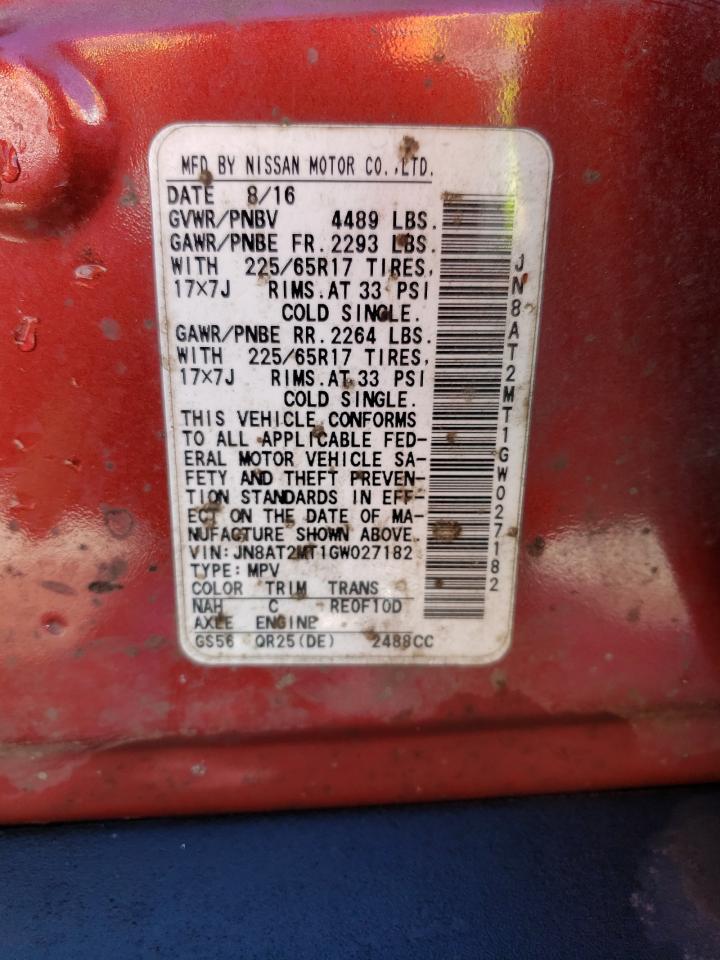 MFD BY NISSAN MOTOR CO.,LTD.
DATE 8/16
GVWR/PNBV 4489 LBS.
GAWR/PNBE FR. 2293 LBS.
WITH 225/65R17 TIRES,
17×7J RIMS. AT 33 PSI
COLD SINGLE.
GAWR/PNBE RR. 2264 LBS.
WITH 225/65R17 TIRES,
17×7J RIMS. AT 33 PSI
COLD SINGLE.
THIS VEHICLE CONFORMS
TO ALL APPLICABLE FED-
ERAL MOTOR VEHICLE SA-
FETY AND THEFT PREVEN-
TION STANDARDS IN EFF-
ECT ON THE DATE OF MA-
NUFACTURE SHOWN ABOVE.
VIN:JN8AT2MT1GW027182
TYPE:MPV
COLOR TRIM TRANS
NAH C RE0F10D
AXLE ENGINE
GS56 QR25(DE) 2488CC
JN8AT2MT1GW027182